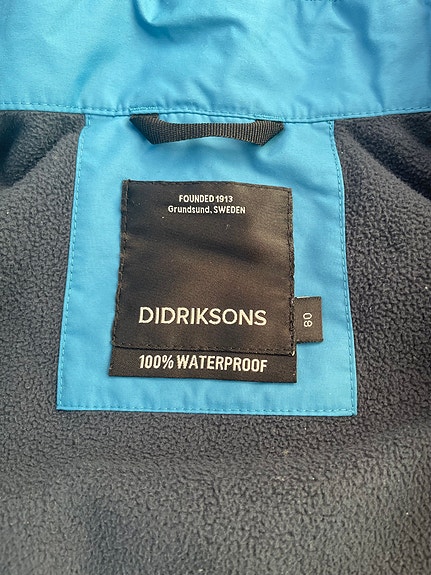 FOUNDED 1913
Grundsund, SWEDEN
DIDRIKSONS
80
100% WATERPROOF